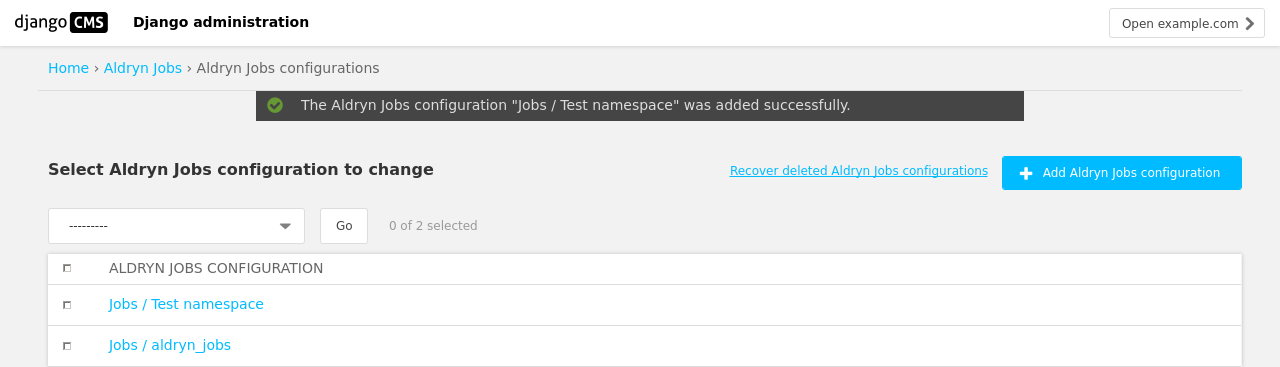 django CMS Django administration Open example.com
Home › Aldryn Jobs › Aldryn Jobs configurations
The Aldryn Jobs configuration "Jobs / Test namespace" was added successfully.
Select Aldryn Jobs configuration to change Recover deleted Aldryn Jobs configurations Add Aldryn Jobs configuration
--------- Go 0 of 2 selected
ALDRYN JOBS CONFIGURATION
Jobs / Test namespace
Jobs / aldryn_jobs